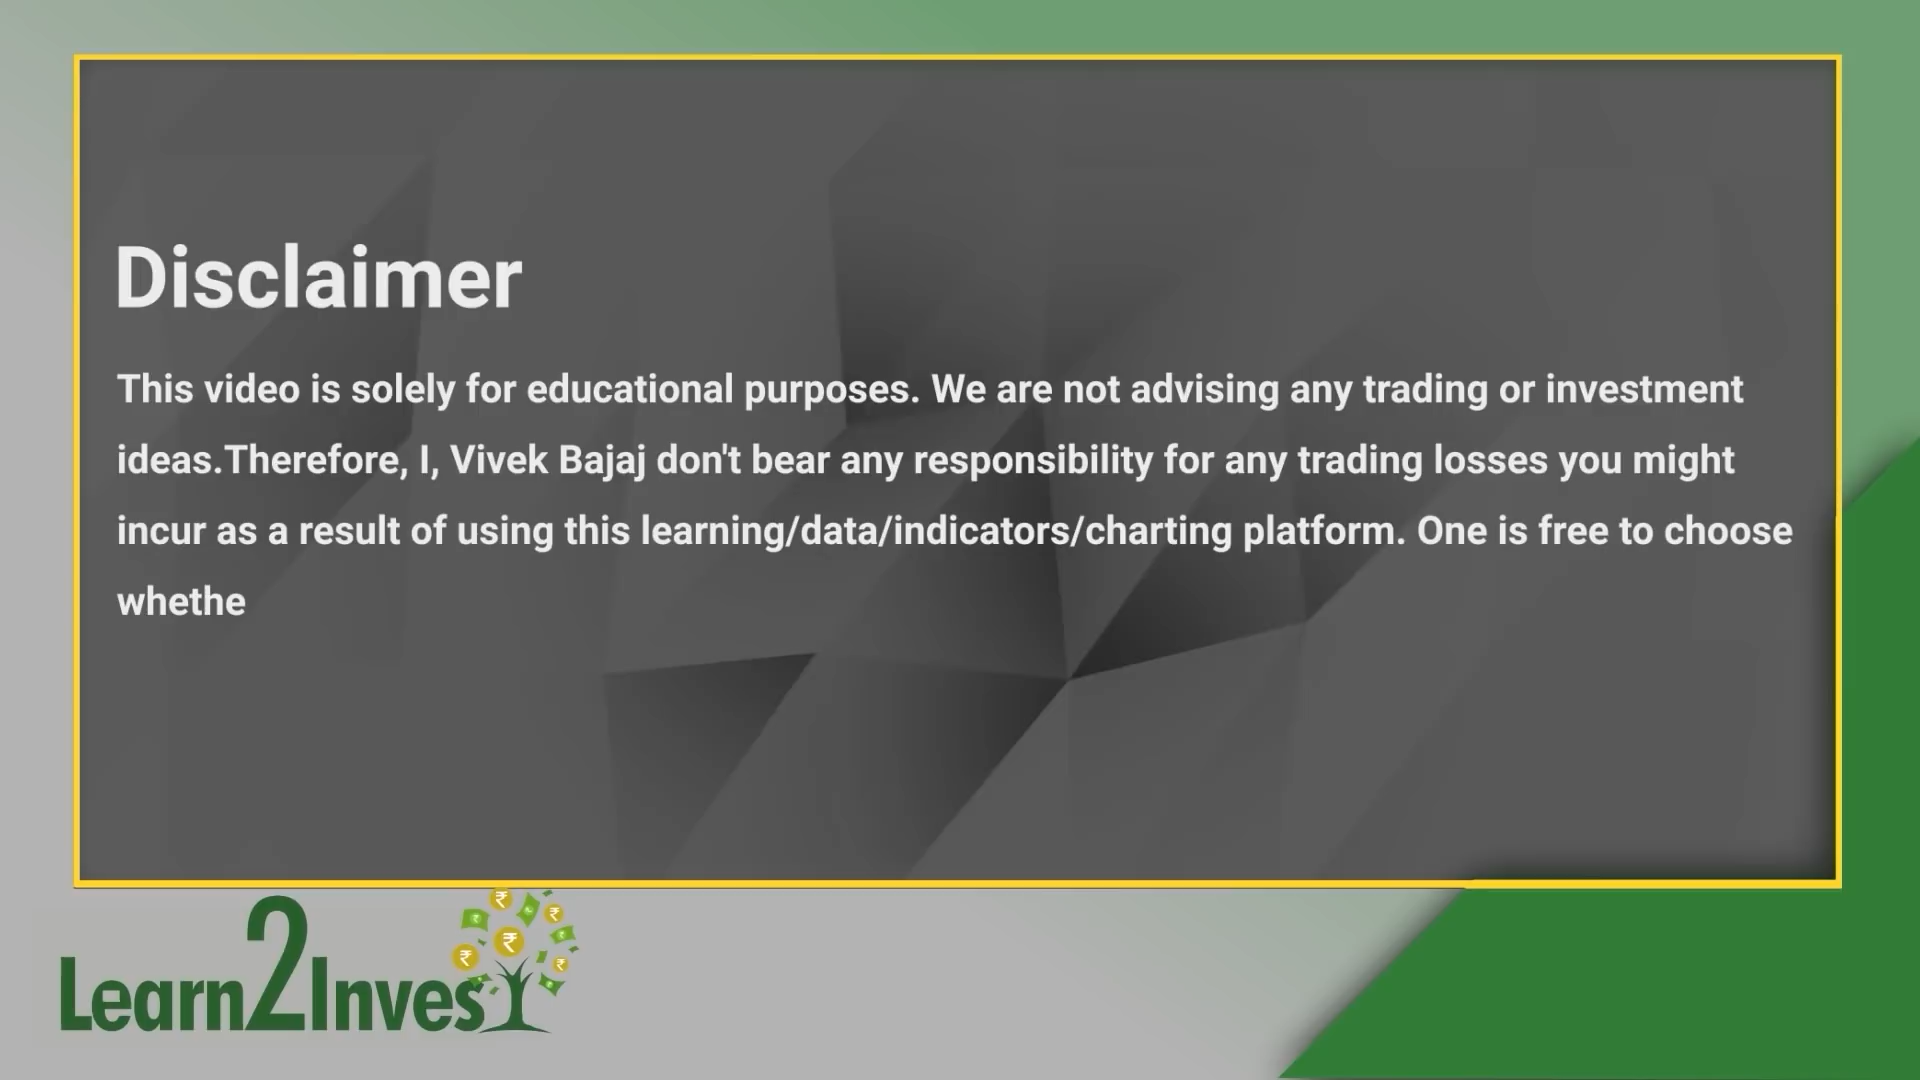 Disclaimer
This video is solely for educational purposes. We are not advising any trading or investment
ideas.Therefore, I, Vivek Bajaj don't bear any responsibility for any trading losses you might
incur as a result of using this learning/data/indicators/charting platform. One is free to choose
whethe
₹
₹
₹
₹
₹
Learn2Invest